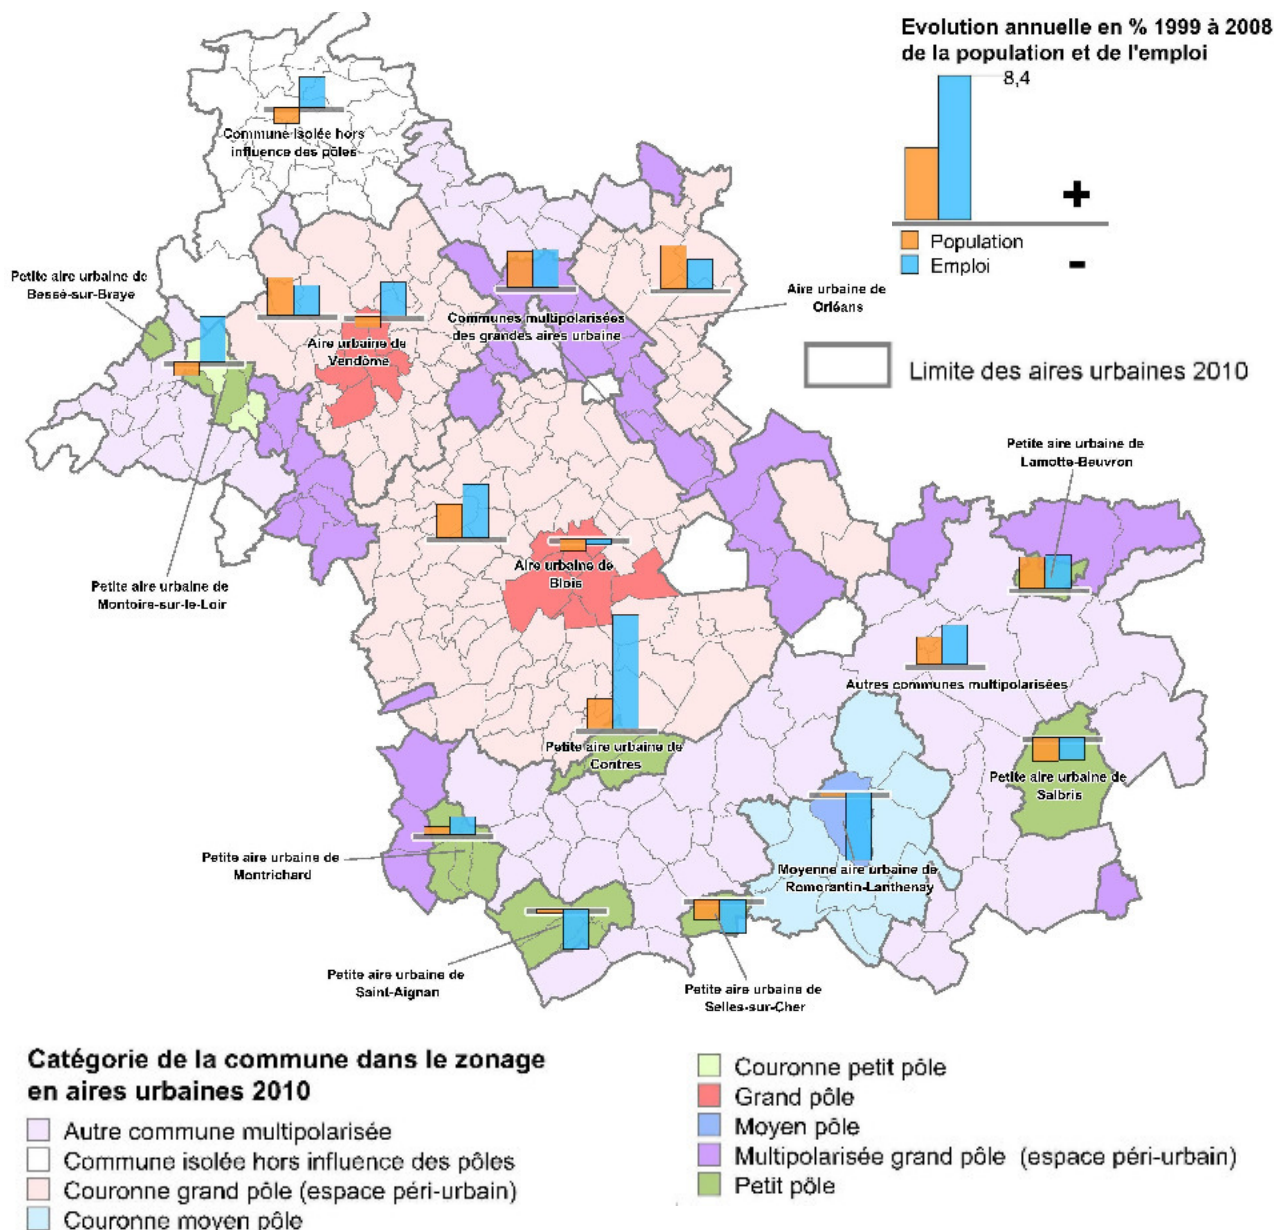 Evolution annuelle en % 1999 à 2008
de la population et de l'emploi
8,4
+
Population
Emploi
-
Commune isolée hors
influence des pôles
Petite aire urbaine de
Bessé-sur-Braye
Aire urbaine de
Orléans
Communes multipolarisées
des grandes aires urbaine
Aire urbaine de
Vendôme
Limite des aires urbaines 2010
Petite aire urbaine de
Lamotte-Beuvron
Aire urbaine de
Blois
Petite aire urbaine de
Montoire-sur-le-Loir
Autres communes multipolarisées
Petite aire urbaine de
Contres
Petite aire urbaine de
Salbris
Petite aire urbaine de
Montrichard
Moyenne aire urbaine de
Romorantin-Lanthenay
Petite aire urbaine de
Saint-Aignan
Petite aire urbaine de
Selles-sur-Cher
Catégorie de la commune dans le zonage
en aires urbaines 2010
Autre commune multipolarisée
Commune isolée hors influence des pôles
Couronne grand pôle (espace péri-urbain)
Couronne moyen pôle
Couronne petit pôle
Grand pôle
Moyen pôle
Multipolarisée grand pôle (espace péri-urbain)
Petit pôle